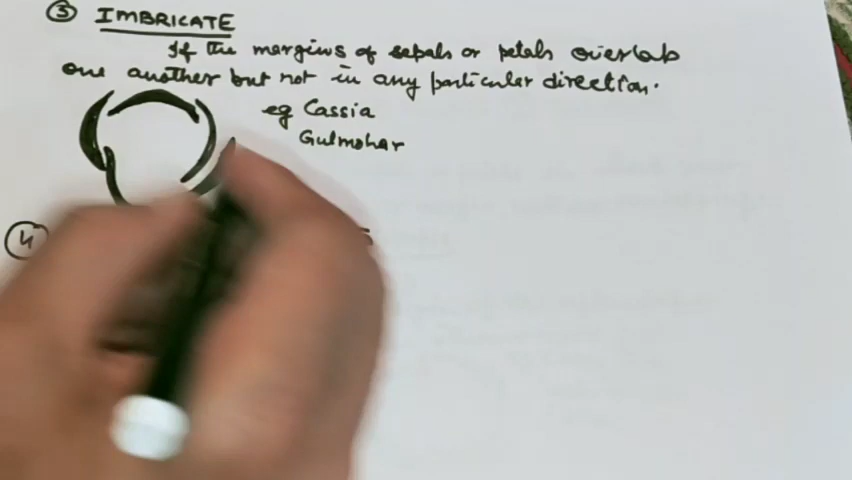 ③ IMBRICATE
If the margins of sepals or petals overlap
one another but not in any particular direction.
eg Cassia
Gulmohar
④